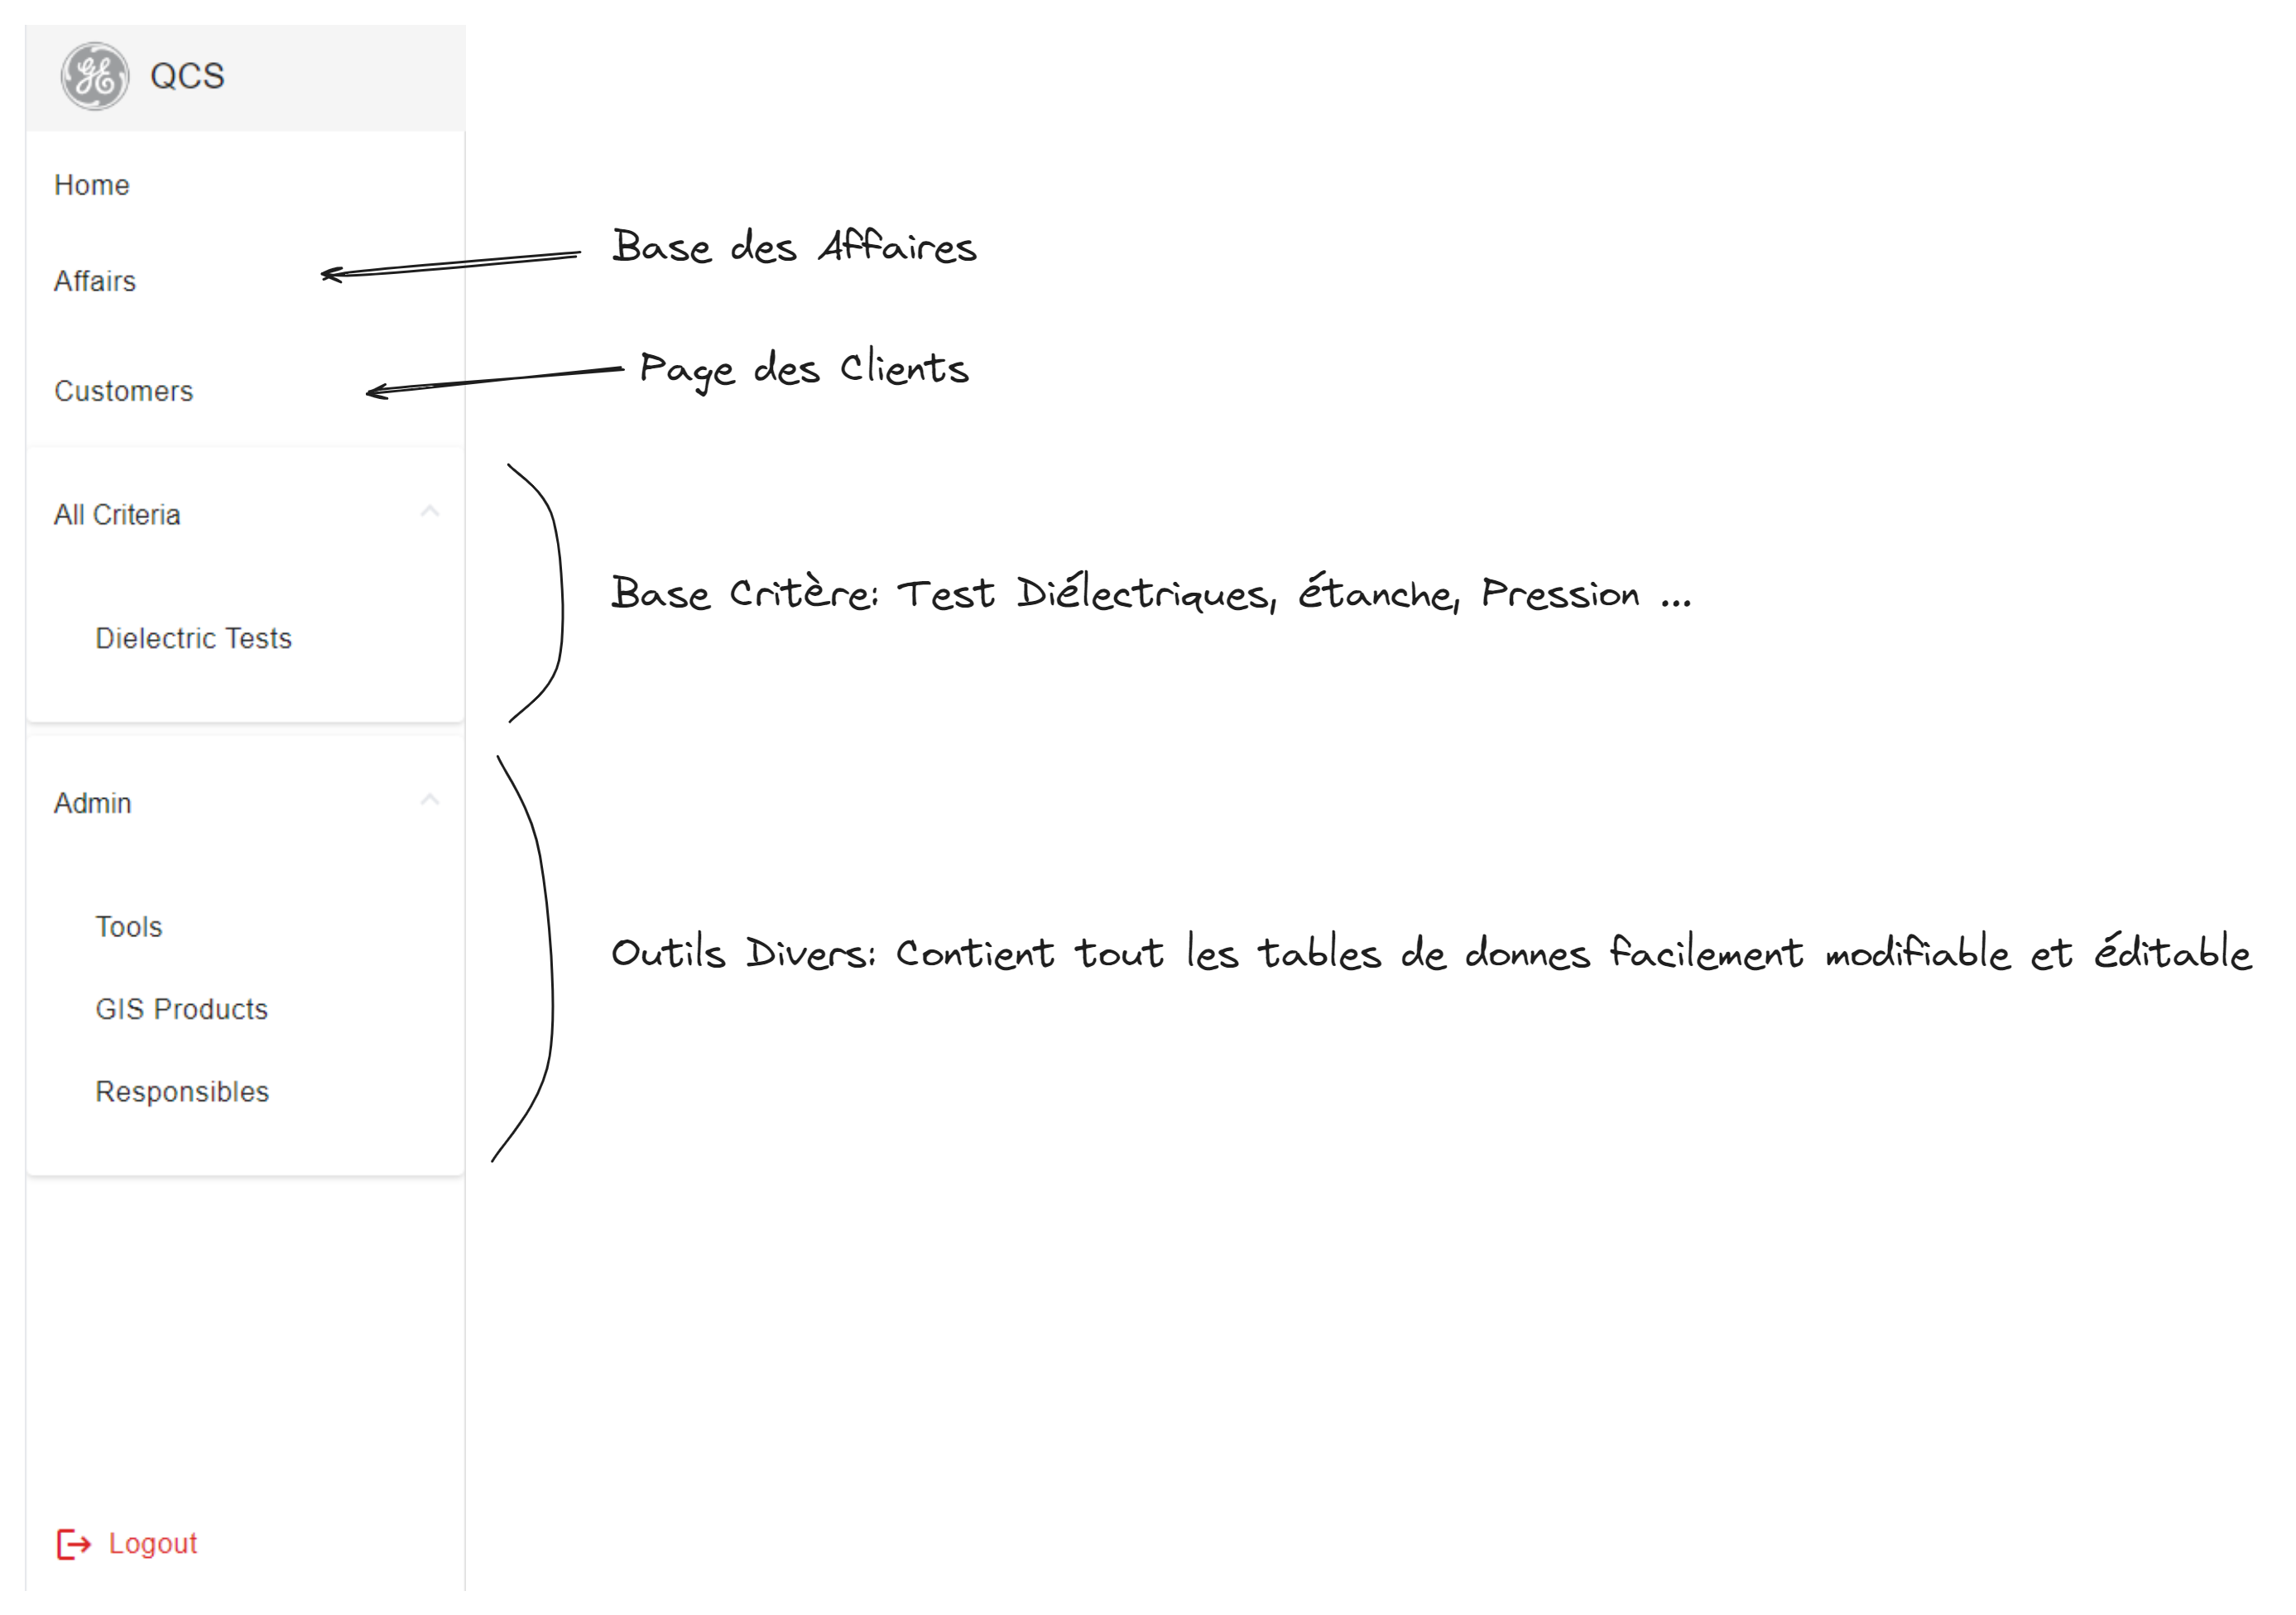 GE QCS
Home
Base des Affaires
Affairs
Page des Clients
Customers
All Criteria
Base Critère: Test Diélectriques, étanche, Pression ...
Dielectric Tests
Admin
Tools
Outils Divers: Contient tout les tables de donnes facilement modifiable et éditable
GIS Products
Responsibles
Logout